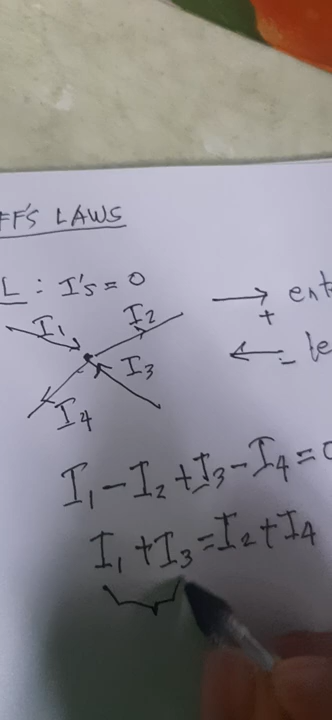 FF'S LAWS
L : I's = 0
I₁
I₂
→ ent
+
I₃
← le
-
I₄
I₁ - I₂ + I₃ - I₄ = 0
I₁ + I₃ = I₂ + I₄